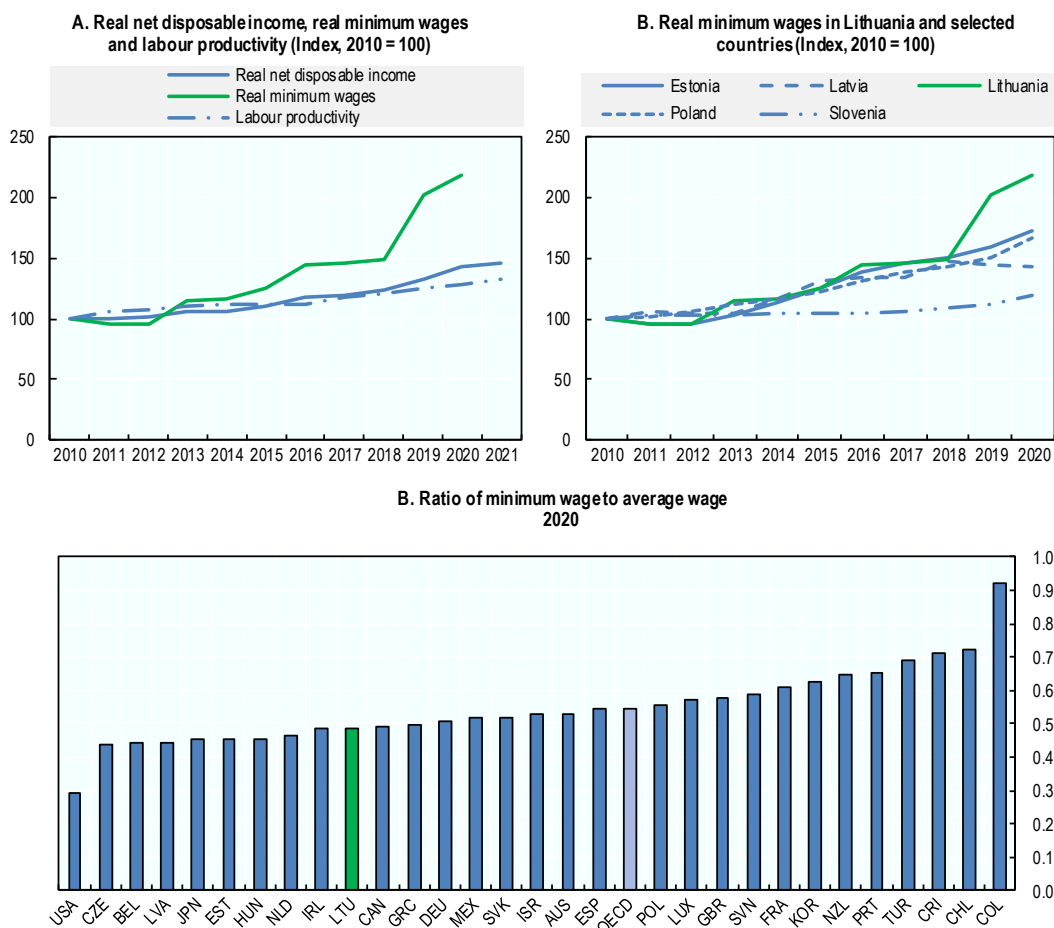 A. Real net disposable income, real minimum wages
and labour productivity (Index, 2010 = 100)
Real net disposable income
Real minimum wages
Labour productivity
250
200
150
100
50
0
2010 2011 2012 2013 2014 2015 2016 2017 2018 2019 2020 2021
B. Real minimum wages in Lithuania and selected
countries (Index, 2010 = 100)
Estonia Latvia Lithuania
Poland Slovenia
250
200
150
100
50
0
2010 2011 2012 2013 2014 2015 2016 2017 2018 2019 2020
B. Ratio of minimum wage to average wage
2020
1.0
0.9
0.8
0.7
0.6
0.5
0.4
0.3
0.2
0.1
0.0
USA CZE BEL LVA JPN EST HUN NLD IRL LTU CAN GRC DEU MEX SVK ISR AUS ESP OECD POL LUX GBR SVN FRA KOR NZL PRT TUR CRI CHL COL